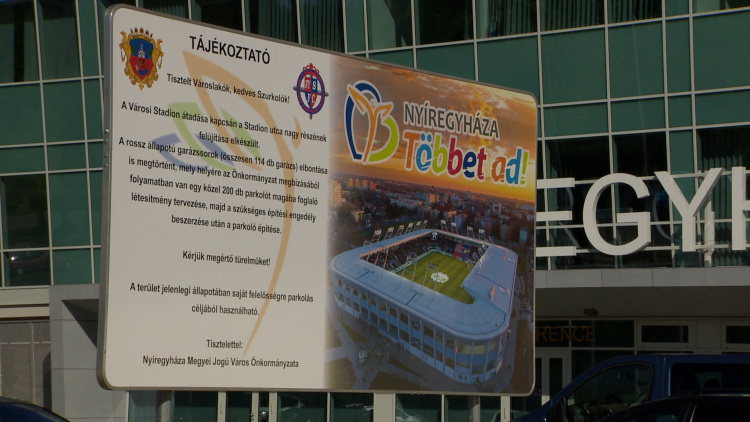 TÁJÉKOZTATÓ
Tisztelt Városlakók, kedves Szurkolók!
A Városi Stadion átadása kapcsán a Stadion utca nagy részének
felújítása elkészült.
A rossz állapotú garázssorok (összesen 114 db garázs) elbontása
is megtörtént, mely helyére az Önkormányzat megbízásából
folyamatban van egy közel 200 db parkolót magába foglaló
létesítmény tervezése, majd a szükséges építési engedély
beszerzése után a parkoló építése.
Kérjük megértő türelmüket!
A terület jelenlegi állapotában saját felelősségre parkolás
céljából használható.
Tisztelettel:
Nyíregyháza Megyei Jogú Város Önkormányzata
NYÍREGYHÁZA
Többet ad!
EGYH
ERENCE